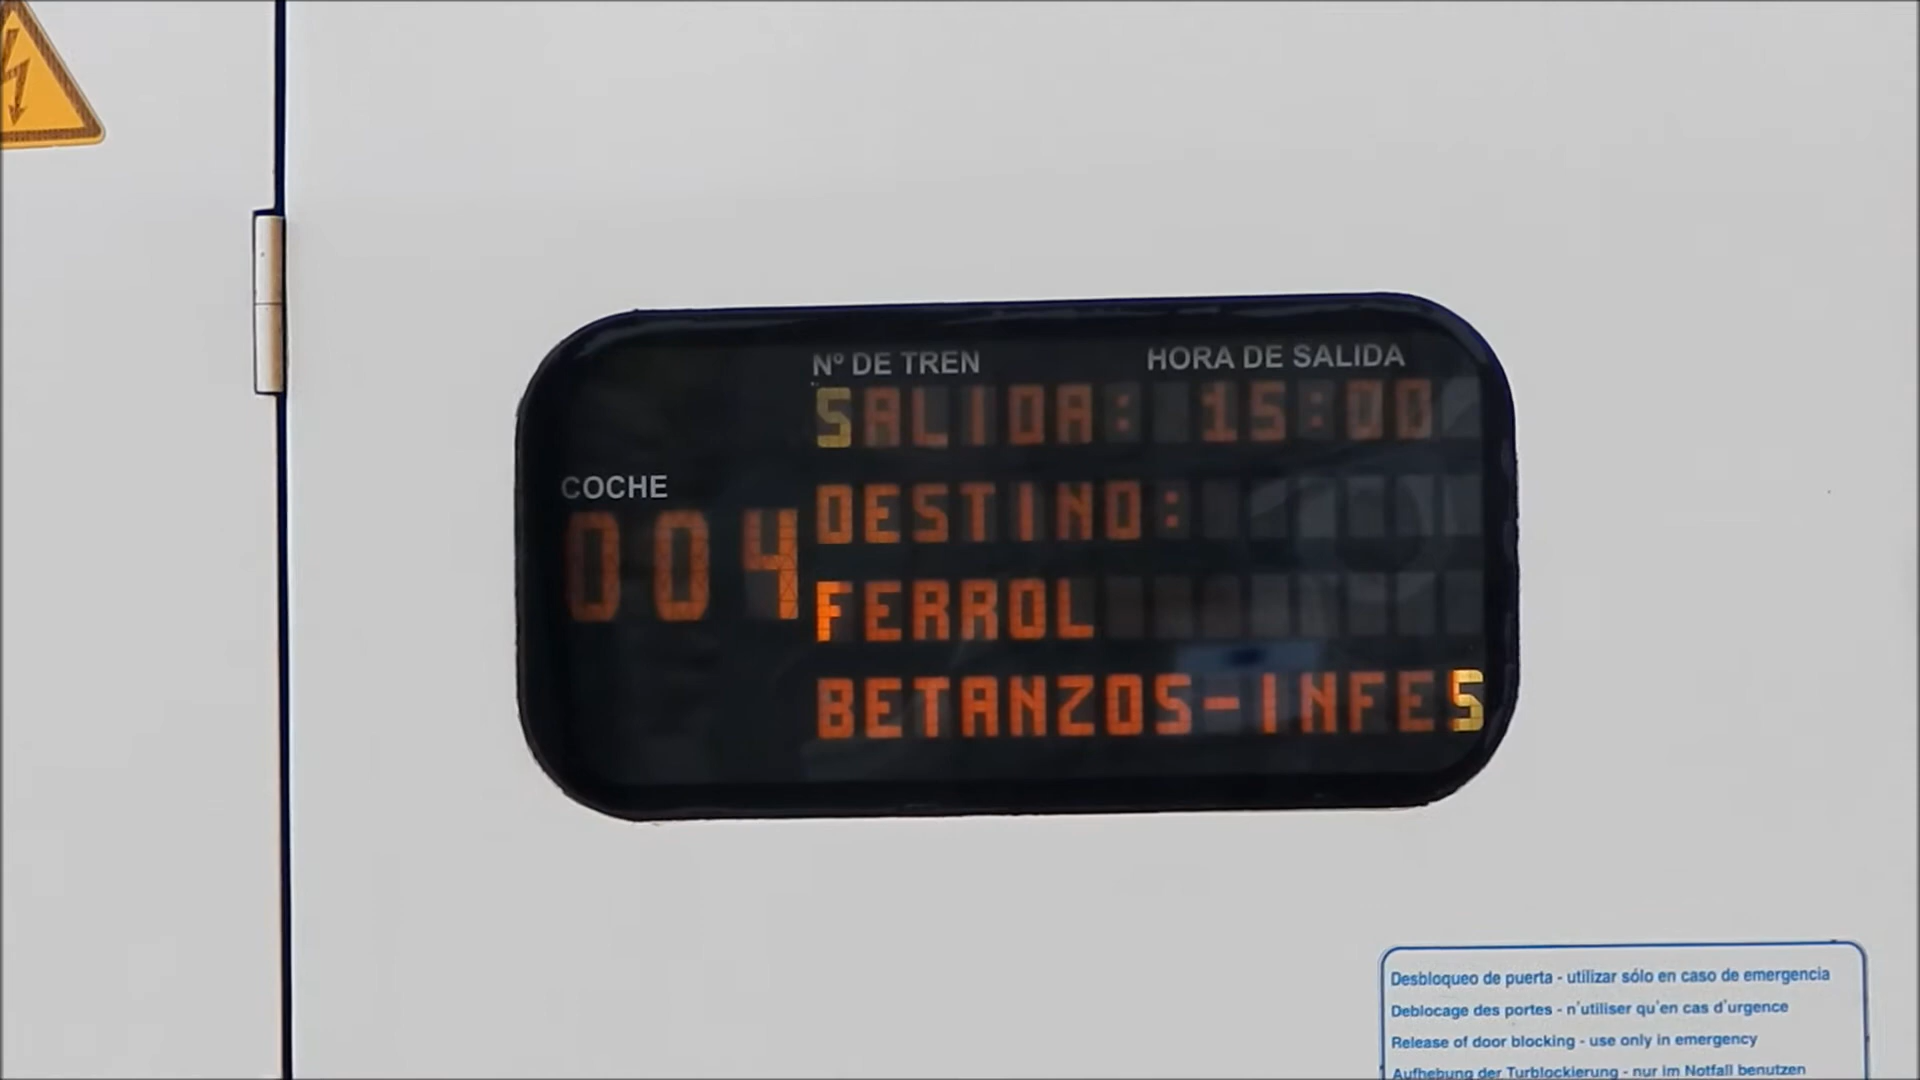 Nº DE TREN HORA DE SALIDA
SALIDA: 15:00
COCHE
004
DESTINO:
FERROL
BETANZOS-INFES
Desbloqueo de puerta - utilizar sólo en caso de emergencia
Deblocage des portes - n'utiliser qu'en cas d'urgence
Release of door blocking - use only in emergency
Aufhebung der Turblockierung - nur im Notfall benutzen